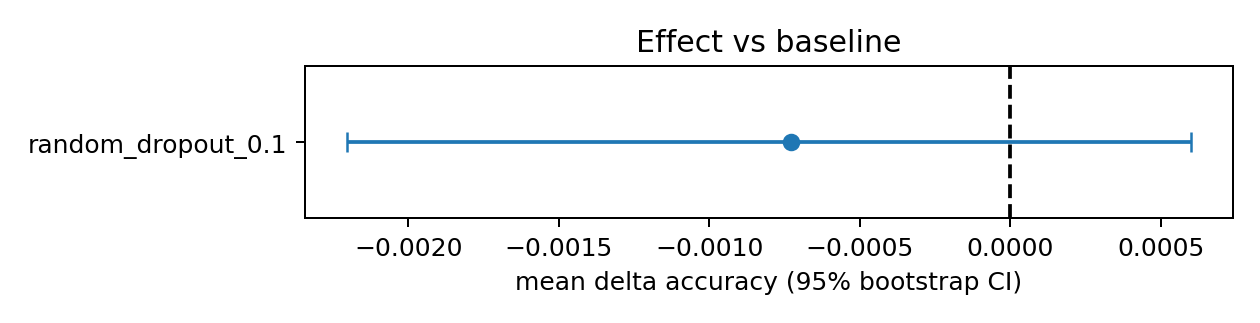 Effect vs baseline
random_dropout_0.1
−0.0020 −0.0015 −0.0010 −0.0005 0.0000 0.0005
mean delta accuracy (95% bootstrap CI)